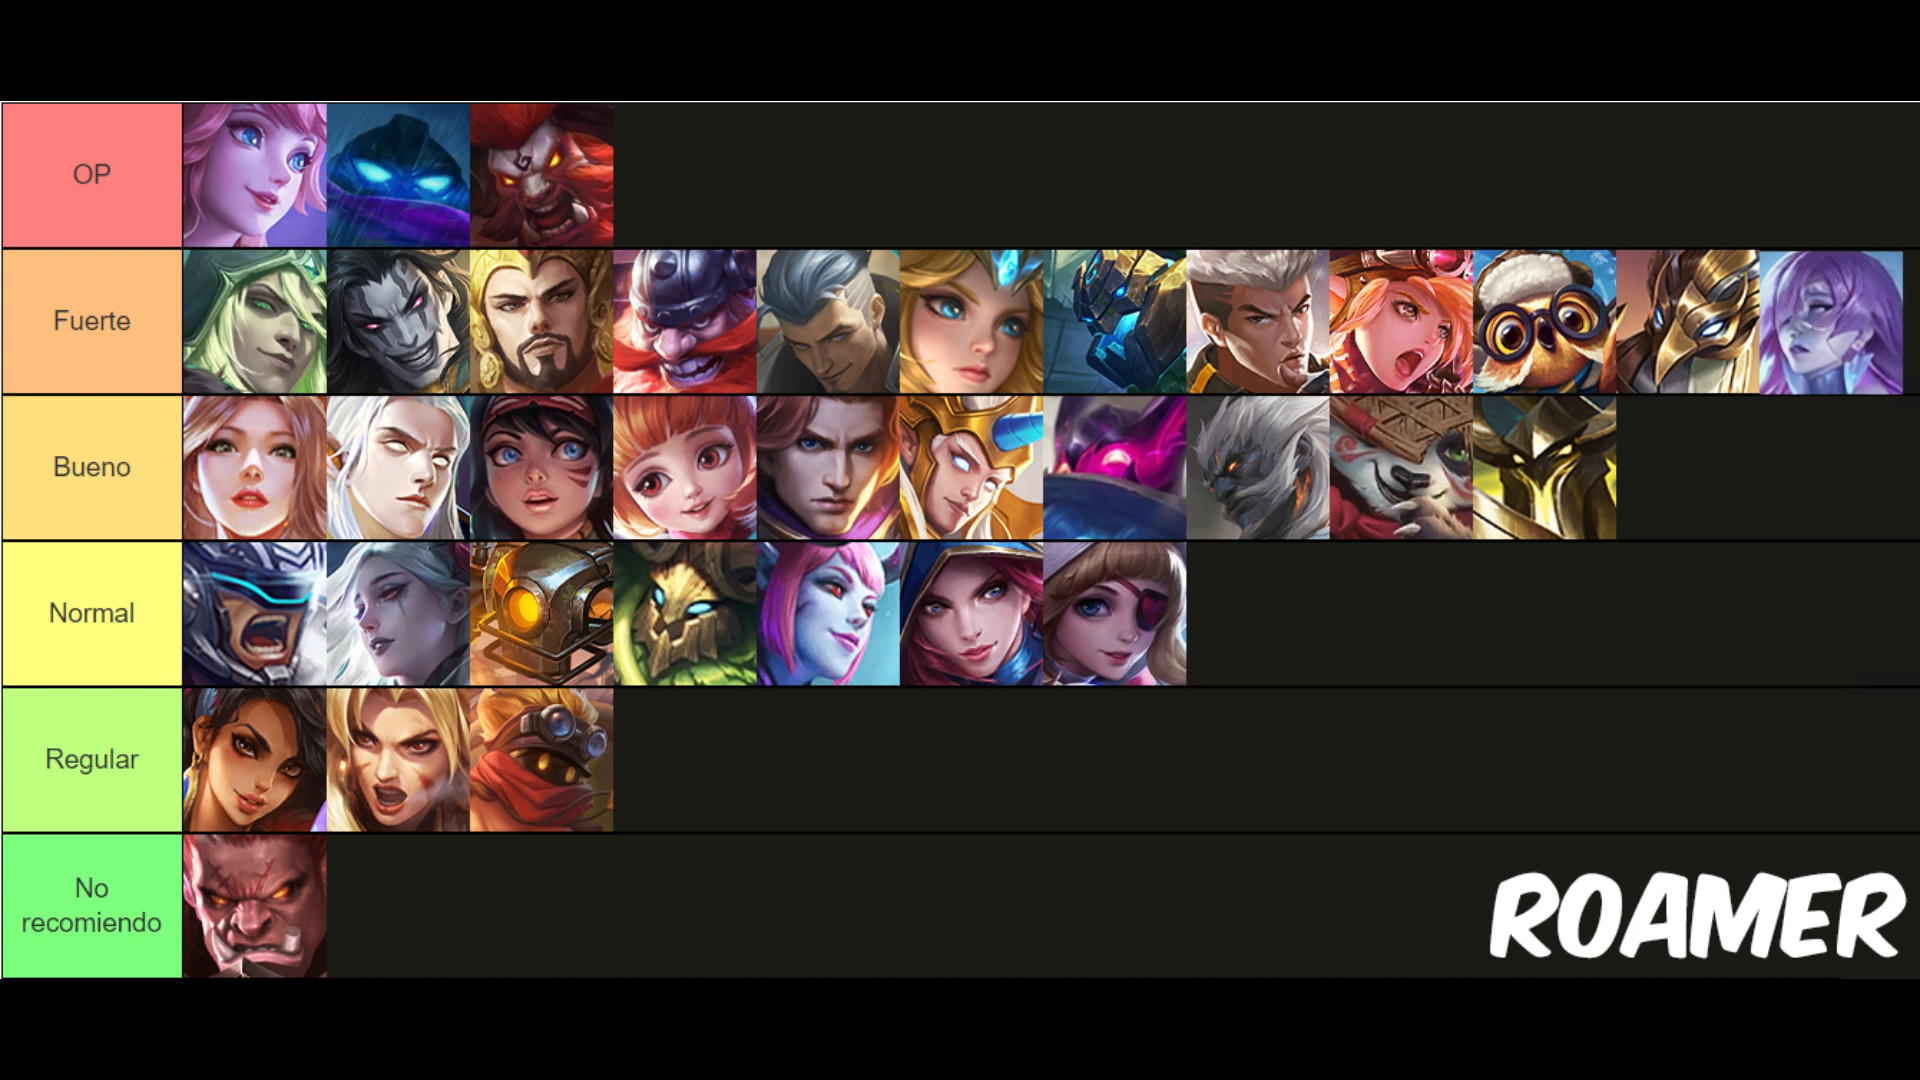 OP
Fuerte
Bueno
Normal
Regular
No
recomiendo
ROAMER